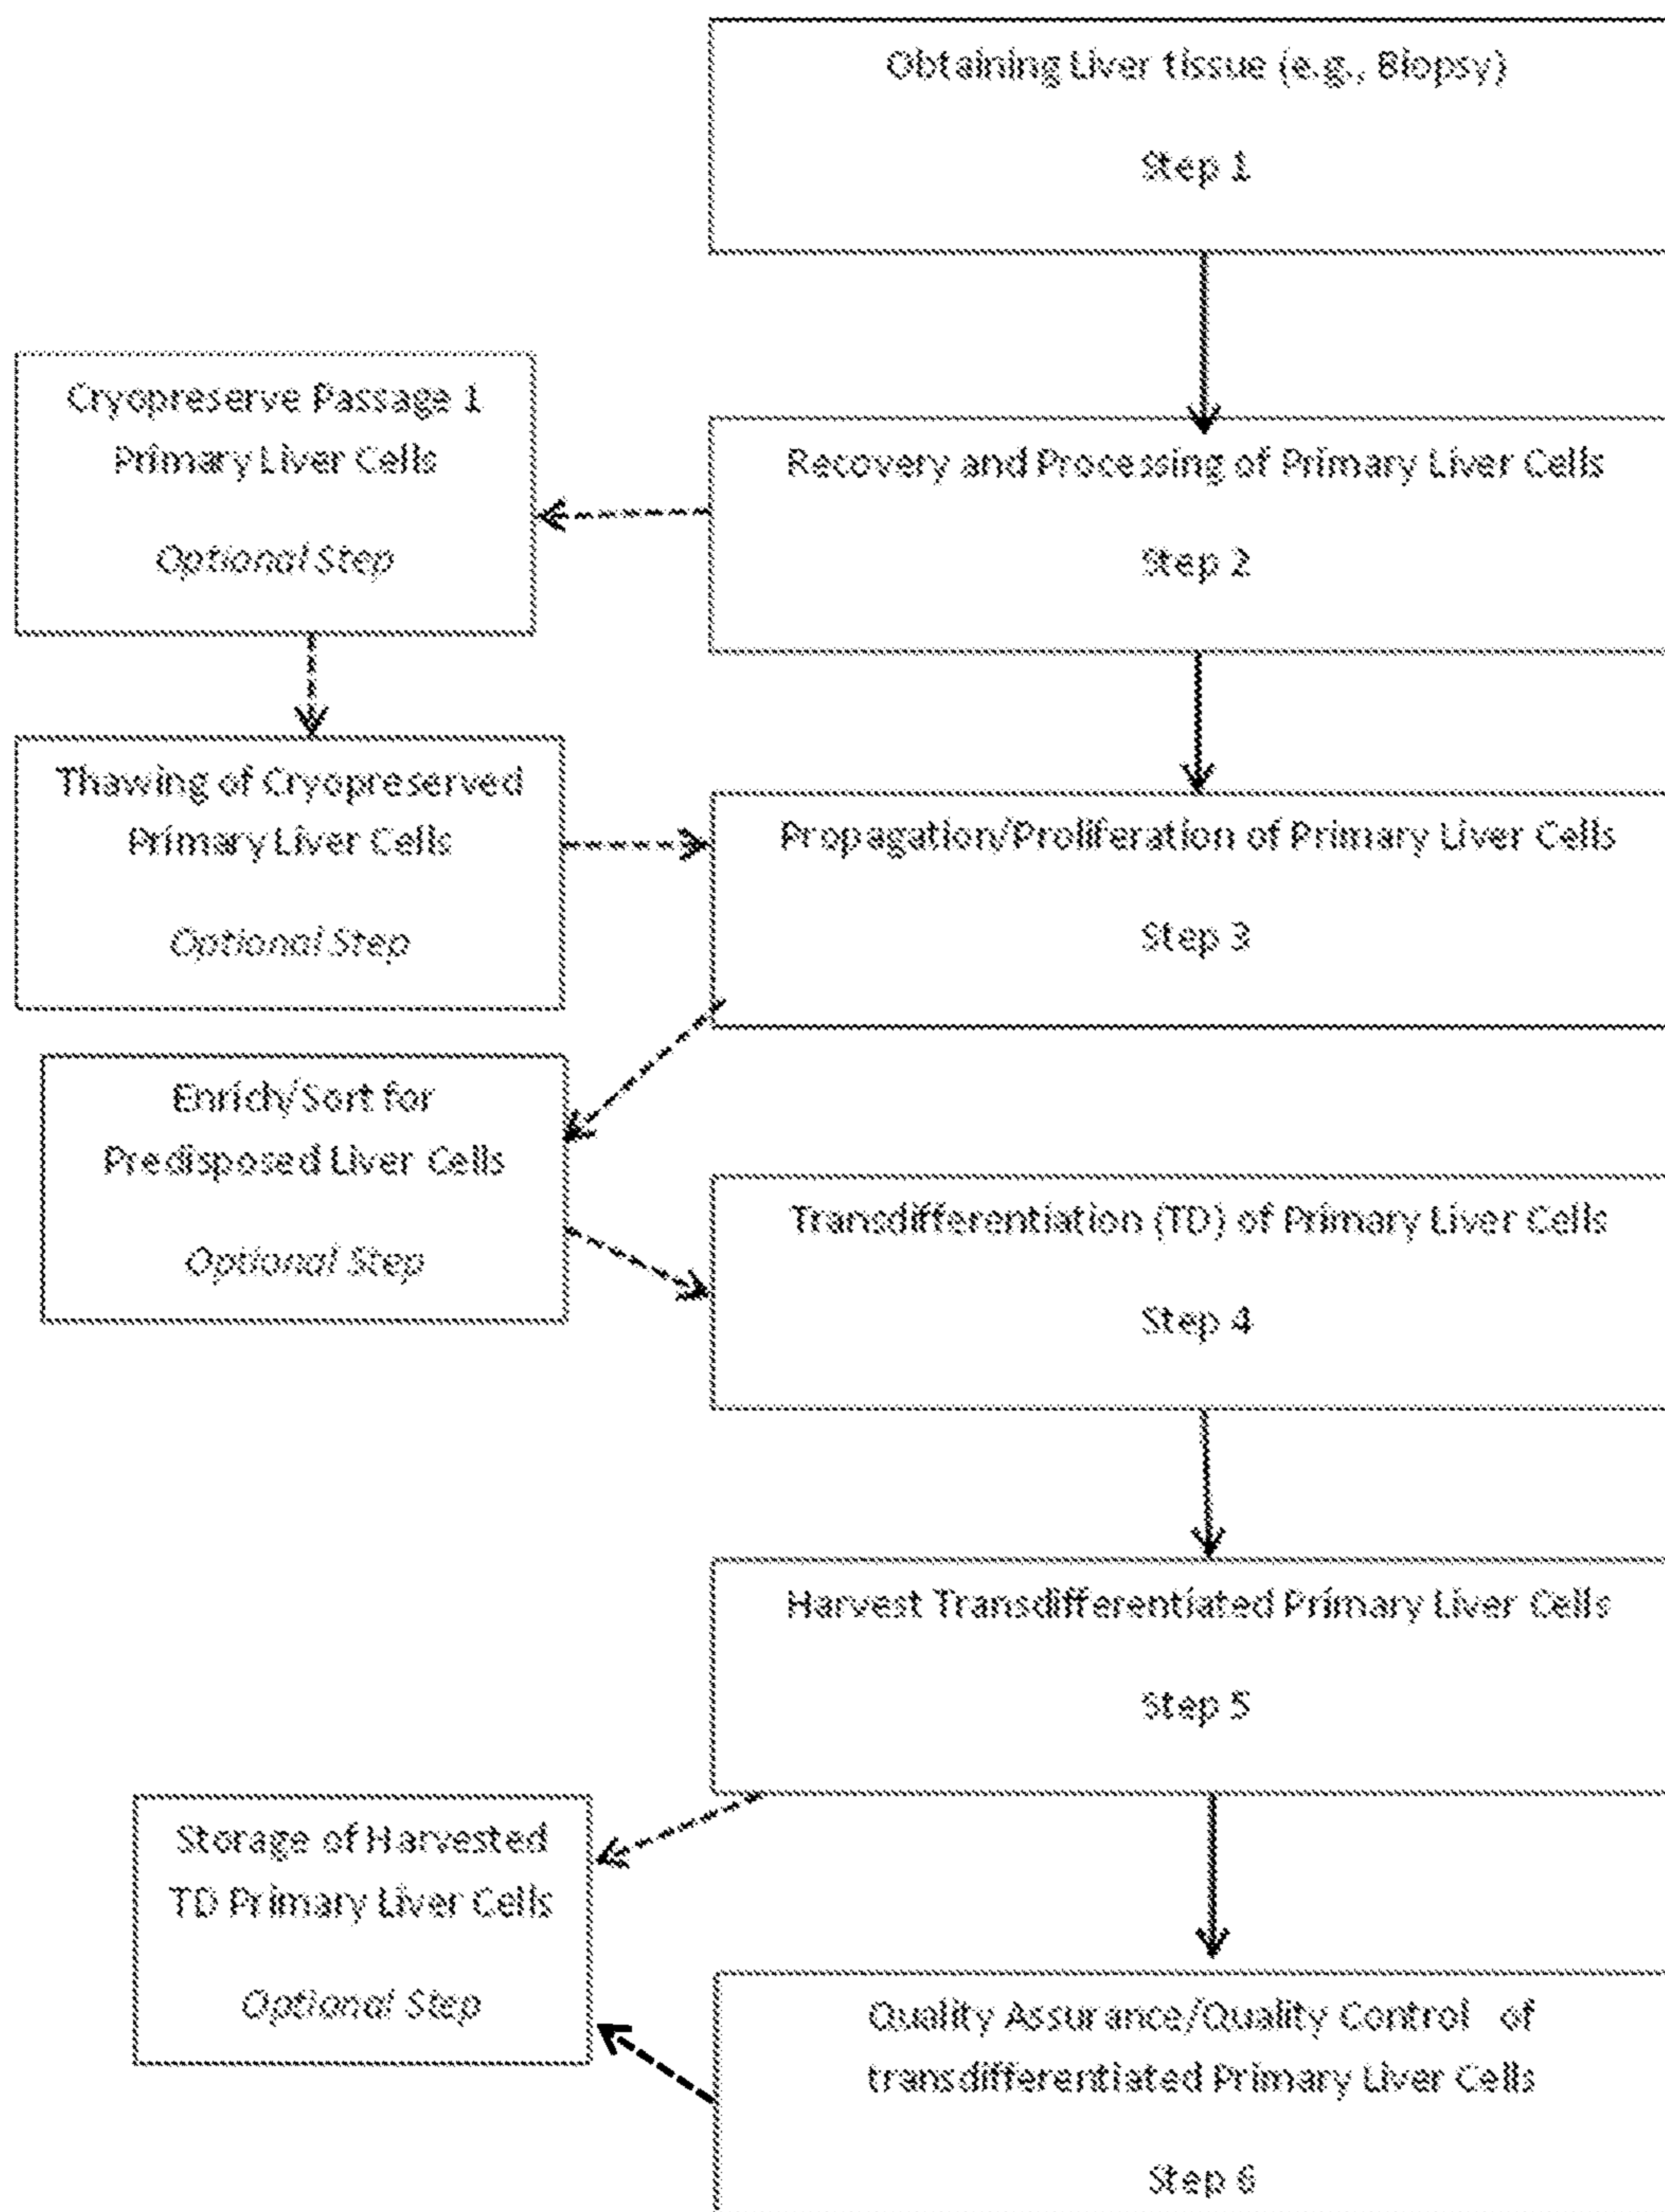 Obtaining Liver tissue (e.g., Biopsy)
Step 1
Cryopreserve Passage 1
Primary Liver Cells
Optional Step
Recovery and Processing of Primary Liver Cells
Step 2
Thawing of Cryopreserved
Primary Liver Cells
Optional Step
Propagation/Proliferation of Primary Liver Cells
Step 3
Enrich/Sort for
Predisposed Liver Cells
Optional Step
Transdifferentiation (TD) of Primary Liver Cells
Step 4
Harvest Transdifferentiated Primary Liver Cells
Step 5
Storage of Harvested
TD Primary Liver Cells
Optional Step
Quality Assurance/Quality Control of
transdifferentiated Primary Liver Cells
Step 6